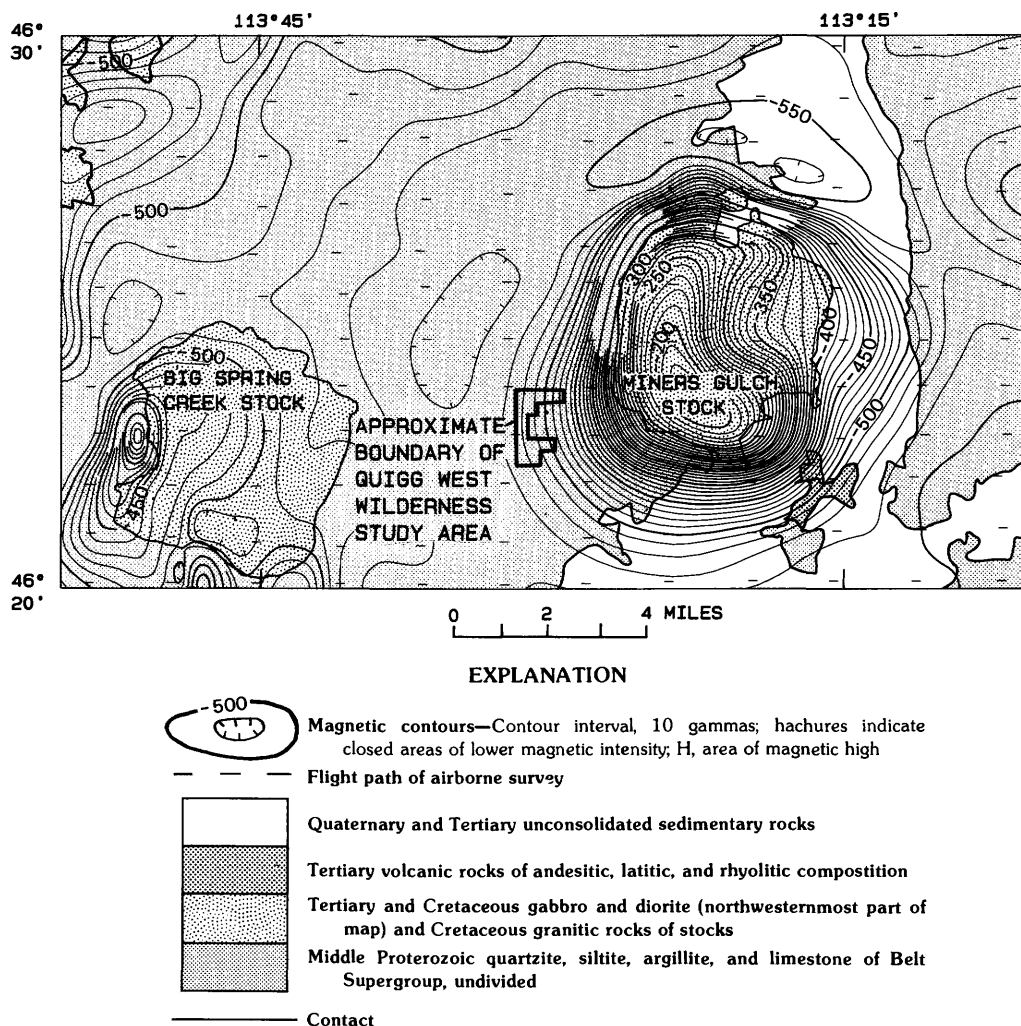 113°45'
113°15'
46°
30'
-500
-550
-500
-300
-250
-350
-200
-400
-450
-500
-500
BIG SPRING
CREEK STOCK
MINERS GULCH
STOCK
APPROXIMATE
BOUNDARY OF
QUIGG WEST
WILDERNESS
STUDY AREA
-450
46°
20'
0 2 4 MILES
EXPLANATION
-500
Magnetic contours—Contour interval, 10 gammas; hachures indicate
closed areas of lower magnetic intensity; H, area of magnetic high
Flight path of airborne survey
Quaternary and Tertiary unconsolidated sedimentary rocks
Tertiary volcanic rocks of andesitic, latitic, and rhyolitic compostition
Tertiary and Cretaceous gabbro and diorite (northwesternmost part of
map) and Cretaceous granitic rocks of stocks
Middle Proterozoic quartzite, siltite, argillite, and limestone of Belt
Supergroup, undivided
Contact